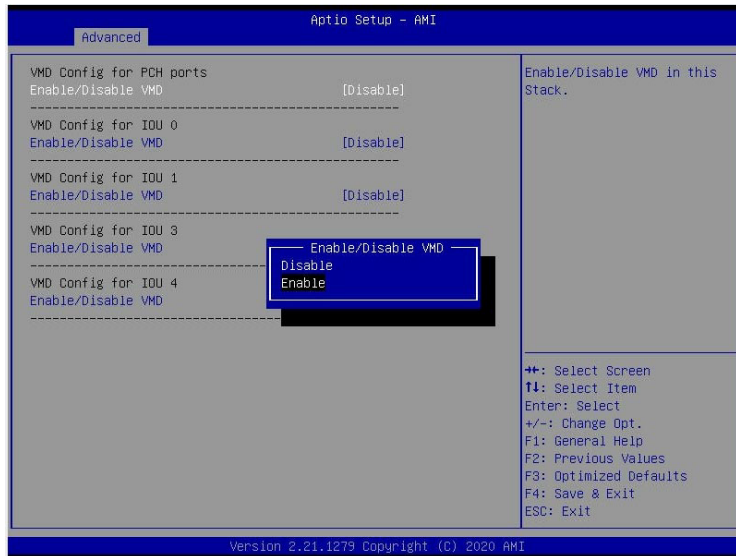 Aptio Setup – AMI
Advanced
VMD Config for PCH ports
Enable/Disable VMD [Disable]
VMD Config for IOU 0
Enable/Disable VMD [Disable]
VMD Config for IOU 1
Enable/Disable VMD [Disable]
VMD Config for IOU 3
Enable/Disable VMD
VMD Config for IOU 4
Enable/Disable VMD
Enable/Disable VMD
Disable
Enable
Enable/Disable VMD in this
Stack.
→←: Select Screen
↑↓: Select Item
Enter: Select
+/-: Change Opt.
F1: General Help
F2: Previous Values
F3: Optimized Defaults
F4: Save & Exit
ESC: Exit
Version 2.21.1279 Copyright (C) 2020 AMI